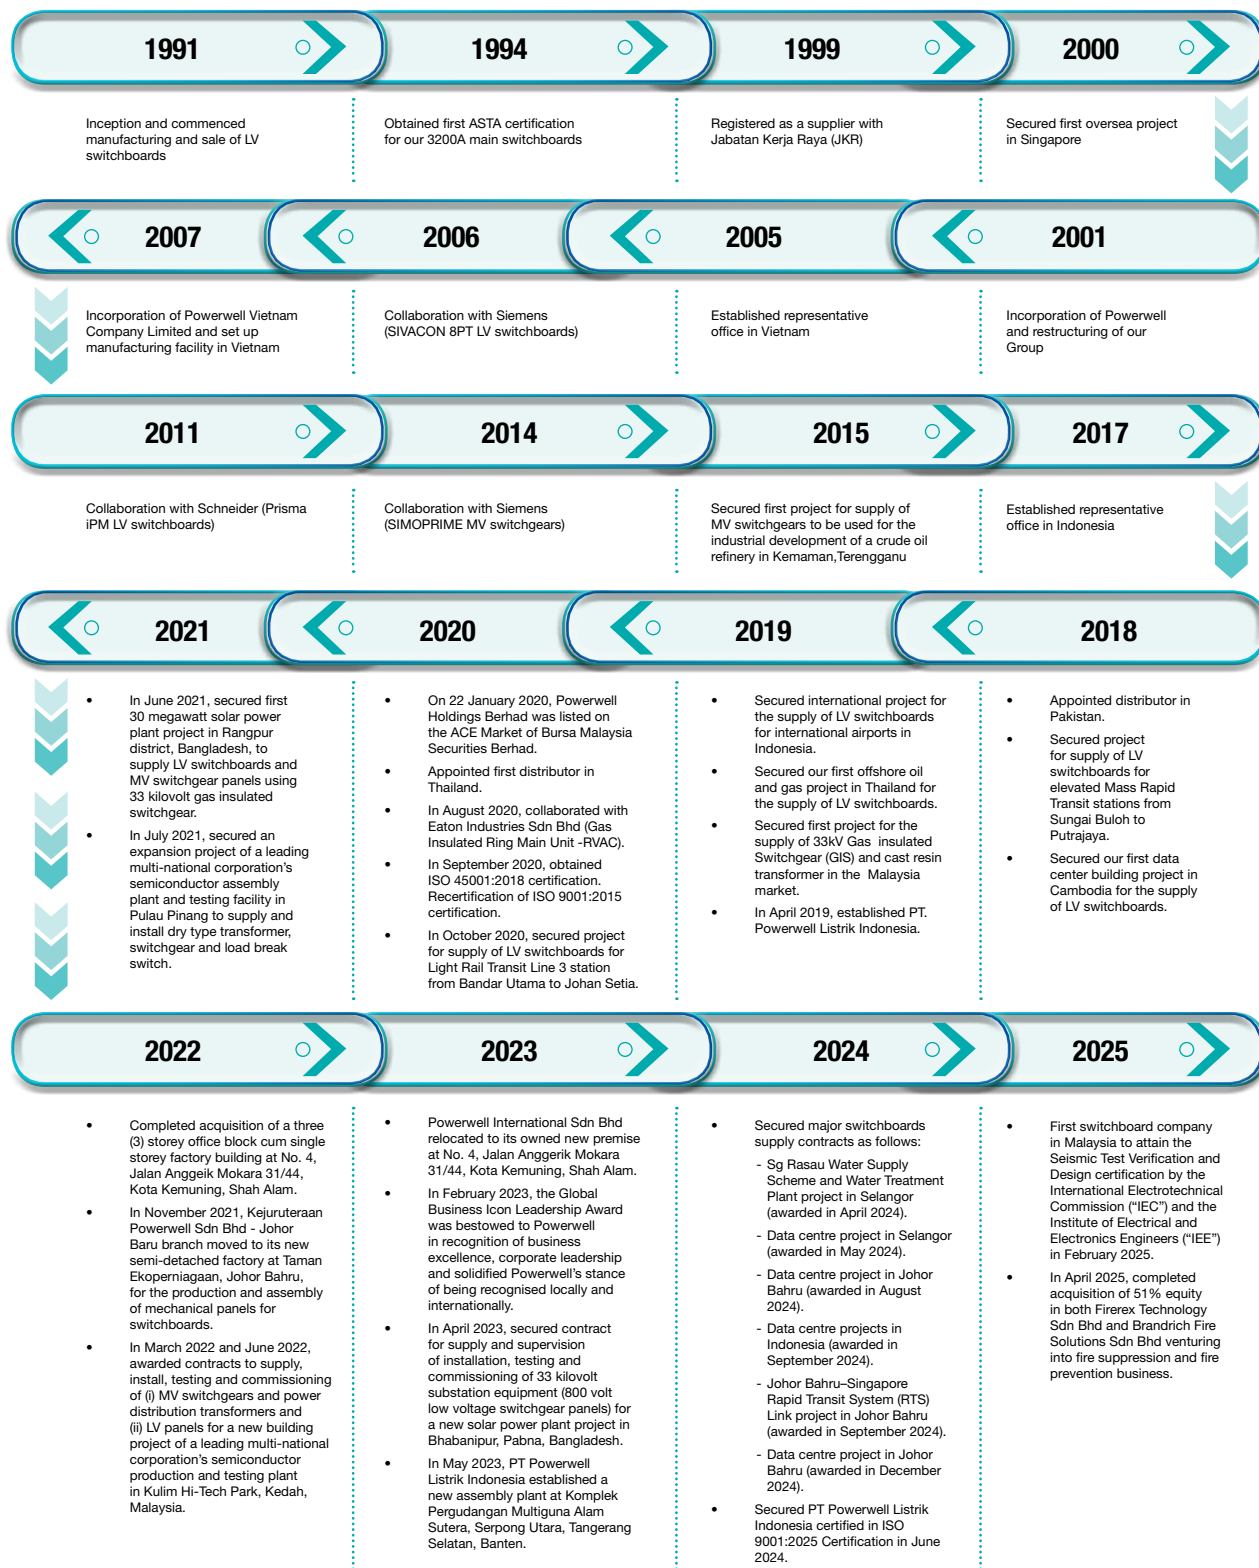 1991
Inception and commenced
manufacturing and sale of LV
switchboards
1994
Obtained first ASTA certification
for our 3200A main switchboards
1999
Registered as a supplier with
Jabatan Kerja Raya (JKR)
2000
Secured first oversea project
in Singapore
2001
Incorporation of Powerwell
and restructuring of our
Group
2005
Established representative
office in Vietnam
2006
Collaboration with Siemens
(SIVACON 8PT LV switchboards)
2007
Incorporation of Powerwell Vietnam
Company Limited and set up
manufacturing facility in Vietnam
2011
Collaboration with Schneider (Prisma
iPM LV switchboards)
2014
Collaboration with Siemens
(SIMOPRIME MV switchgears)
2015
Secured first project for supply of
MV switchgears to be used for the
industrial development of a crude oil
refinery in Kemaman,Terengganu
2017
Established representative
office in Indonesia
2018
• Appointed distributor in
Pakistan.
• Secured project
for supply of LV
switchboards for
elevated Mass Rapid
Transit stations from
Sungai Buloh to
Putrajaya.
• Secured our first data
center building project in
Cambodia for the supply
of LV switchboards.
2019
• Secured international project for
the supply of LV switchboards
for international airports in
Indonesia.
• Secured our first offshore oil
and gas project in Thailand for
the supply of LV switchboards.
• Secured first project for the
supply of 33kV Gas insulated
Switchgear (GIS) and cast resin
transformer in the Malaysia
market.
• In April 2019, established PT.
Powerwell Listrik Indonesia.
2020
• On 22 January 2020, Powerwell
Holdings Berhad was listed on
the ACE Market of Bursa Malaysia
Securities Berhad.
• Appointed first distributor in
Thailand.
• In August 2020, collaborated with
Eaton Industries Sdn Bhd (Gas
Insulated Ring Main Unit -RVAC).
• In September 2020, obtained
ISO 45001:2018 certification.
Recertification of ISO 9001:2015
certification.
• In October 2020, secured project
for supply of LV switchboards for
Light Rail Transit Line 3 station
from Bandar Utama to Johan Setia.
2021
• In June 2021, secured first
30 megawatt solar power
plant project in Rangpur
district, Bangladesh, to
supply LV switchboards and
MV switchgear panels using
33 kilovolt gas insulated
switchgear.
• In July 2021, secured an
expansion project of a leading
multi-national corporation's
semiconductor assembly
plant and testing facility in
Pulau Pinang to supply and
install dry type transformer,
switchgear and load break
switch.
2022
• Completed acquisition of a three
(3) storey office block cum single
storey factory building at No. 4,
Jalan Anggeik Mokara 31/44,
Kota Kemuning, Shah Alam.
• In November 2021, Kejuruteraan
Powerwell Sdn Bhd - Johor
Baru branch moved to its new
semi-detached factory at Taman
Ekoperniagaan, Johor Bahru,
for the production and assembly
of mechanical panels for
switchboards.
• In March 2022 and June 2022,
awarded contracts to supply,
install, testing and commissioning
of (i) MV switchgears and power
distribution transformers and
(ii) LV panels for a new building
project of a leading multi-national
corporation's semiconductor
production and testing plant
in Kulim Hi-Tech Park, Kedah,
Malaysia.
2023
• Powerwell International Sdn Bhd
relocated to its owned new premise
at No. 4, Jalan Anggerik Mokara
31/44, Kota Kemuning, Shah Alam.
• In February 2023, the Global
Business Icon Leadership Award
was bestowed to Powerwell
in recognition of business
excellence, corporate leadership
and solidified Powerwell's stance
of being recognised locally and
internationally.
• In April 2023, secured contract
for supply and supervision
of installation, testing and
commissioning of 33 kilovolt
substation equipment (800 volt
low voltage switchgear panels) for
a new solar power plant project in
Bhabanipur, Pabna, Bangladesh.
• In May 2023, PT Powerwell
Listrik Indonesia established a
new assembly plant at Komplek
Pergudangan Multiguna Alam
Sutera, Serpong Utara, Tangerang
Selatan, Banten.
2024
• Secured major switchboards
supply contracts as follows:
- Sg Rasau Water Supply
Scheme and Water Treatment
Plant project in Selangor
(awarded in April 2024).
- Data centre project in Selangor
(awarded in May 2024).
- Data centre project in Johor
Bahru (awarded in August
2024).
- Data centre projects in
Indonesia (awarded in
September 2024).
- Johor Bahru–Singapore
Rapid Transit System (RTS)
Link project in Johor Bahru
(awarded in September 2024).
- Data centre project in Johor
Bahru (awarded in December
2024).
• Secured PT Powerwell Listrik
Indonesia certified in ISO
9001:2025 Certification in June
2024.
2025
• First switchboard company
in Malaysia to attain the
Seismic Test Verification and
Design certification by the
International Electrotechnical
Commission (“IEC”) and the
Institute of Electrical and
Electronics Engineers (“IEE”)
in February 2025.
• In April 2025, completed
acquisition of 51% equity
in both Firerex Technology
Sdn Bhd and Brandrich Fire
Solutions Sdn Bhd venturing
into fire suppression and fire
prevention business.